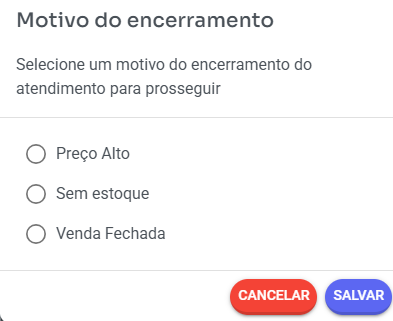 Motivo do encerramento
Selecione um motivo do encerramento do
atendimento para prosseguir
Preço Alto
Sem estoque
Venda Fechada
CANCELAR
SALVAR